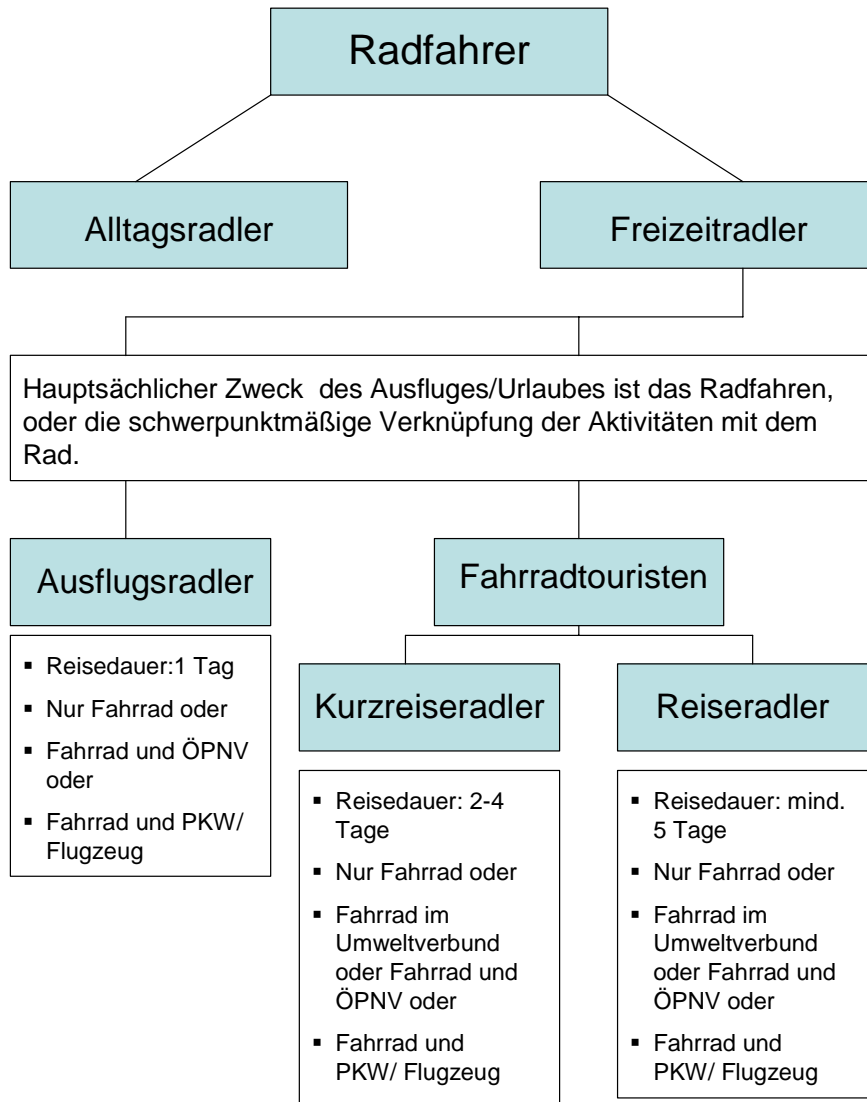 Radfahrer
Alltagsradler
Freizeitradler
Hauptsächlicher Zweck  des Ausfluges/Urlaubes ist das Radfahren,
oder die schwerpunktmäßige Verknüpfung der Aktivitäten mit dem
Rad.
Ausflugsradler
▪ Reisedauer:1 Tag
▪ Nur Fahrrad oder
▪ Fahrrad und ÖPNV
oder
▪ Fahrrad und PKW/
Flugzeug
Fahrradtouristen
Kurzreiseradler
▪ Reisedauer: 2-4
Tage
▪ Nur Fahrrad oder
▪ Fahrrad im
Umweltverbund
oder Fahrrad und
ÖPNV oder
▪ Fahrrad und
PKW/ Flugzeug
Reiseradler
▪ Reisedauer: mind.
5 Tage
▪ Nur Fahrrad oder
▪ Fahrrad im
Umweltverbund
oder Fahrrad und
ÖPNV oder
▪ Fahrrad und
PKW/ Flugzeug